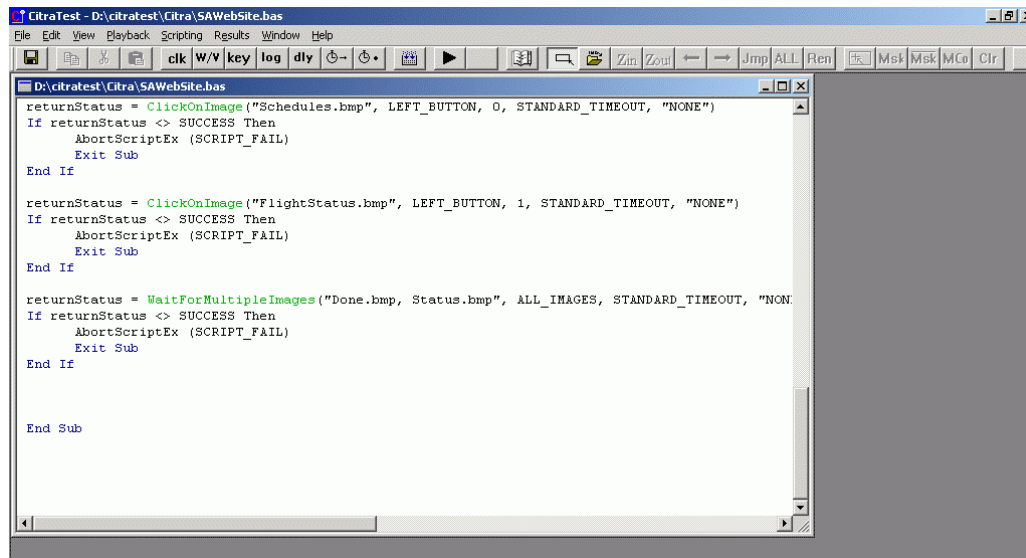 CitraTest - D:\citratest\Citra\SAWebSite.bas
File Edit View Playback Scripting Results Window Help
clk W/V key log dly Zin Zout Jmp ALL Ren Msk Msk MCo Clr
D:\citratest\Citra\SAWebSite.bas
returnStatus = ClickOnImage("Schedules.bmp", LEFT_BUTTON, 0, STANDARD_TIMEOUT, "NONE")
If returnStatus <> SUCCESS Then
AbortScriptEx (SCRIPT_FAIL)
Exit Sub
End If
returnStatus = ClickOnImage("FlightStatus.bmp", LEFT_BUTTON, 1, STANDARD_TIMEOUT, "NONE")
If returnStatus <> SUCCESS Then
AbortScriptEx (SCRIPT_FAIL)
Exit Sub
End If
returnStatus = WaitForMultipleImages("Done.bmp, Status.bmp", ALL_IMAGES, STANDARD_TIMEOUT, "NON
If returnStatus <> SUCCESS Then
AbortScriptEx (SCRIPT_FAIL)
Exit Sub
End If
End Sub